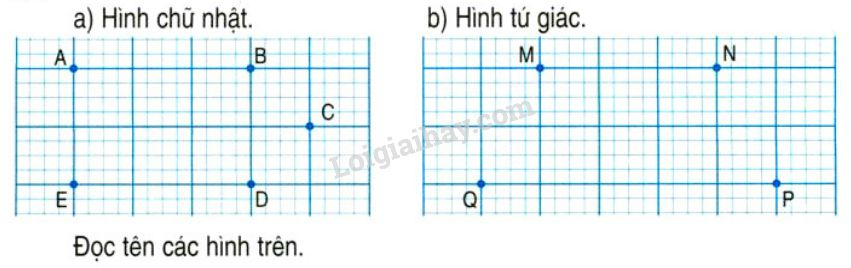 a) Hình chữ nhật.
b) Hình tứ giác.
A
B
C
E
D
M
N
Q
P
Loigiaihay.com
Đọc tên các hình trên.